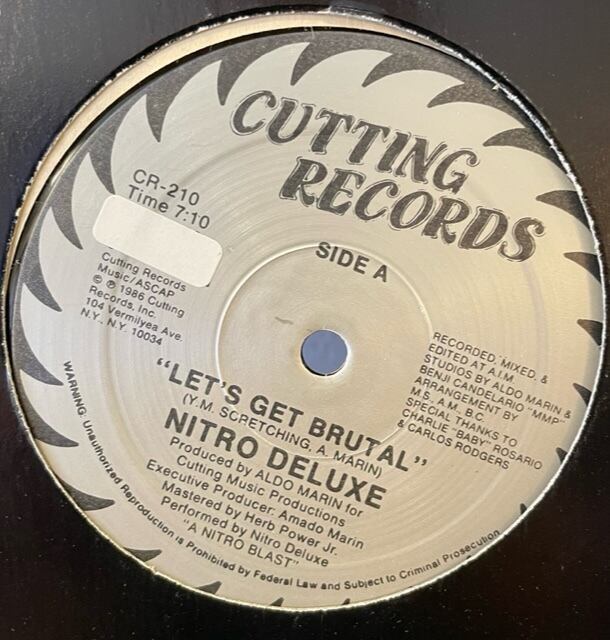 CUTTING
RECORDS
SIDE A
CR-210
Time 7:10
Cutting Records
Music/ASCAP
© ℗ 1986 Cutting
Records, Inc.
104 Vermilyea Ave.
N.Y., N.Y. 10034
RECORDED, MIXED, &
EDITED AT A.I.M.
STUDIOS BY ALDO MARIN &
BENJI CANDELARIO "MMP"
ARRANGEMENT BY
M.S., A.M., B.C.
SPECIAL THANKS TO
CHARLIE "BABY" ROSARIO
& CARLOS RODGERS
"LET'S GET BRUTAL"
(Y.M. SCRETCHING, A. MARIN)
NITRO DELUXE
Produced by ALDO MARIN for
Cutting Music Productions
Executive Producer: Amado Marin
Mastered by Herb Power Jr.
Performed by Nitro Deluxe
"A NITRO BLAST"
WARNING: Unauthorized Reproduction is Prohibited by Federal Law and Subject to Criminal Prosecution.